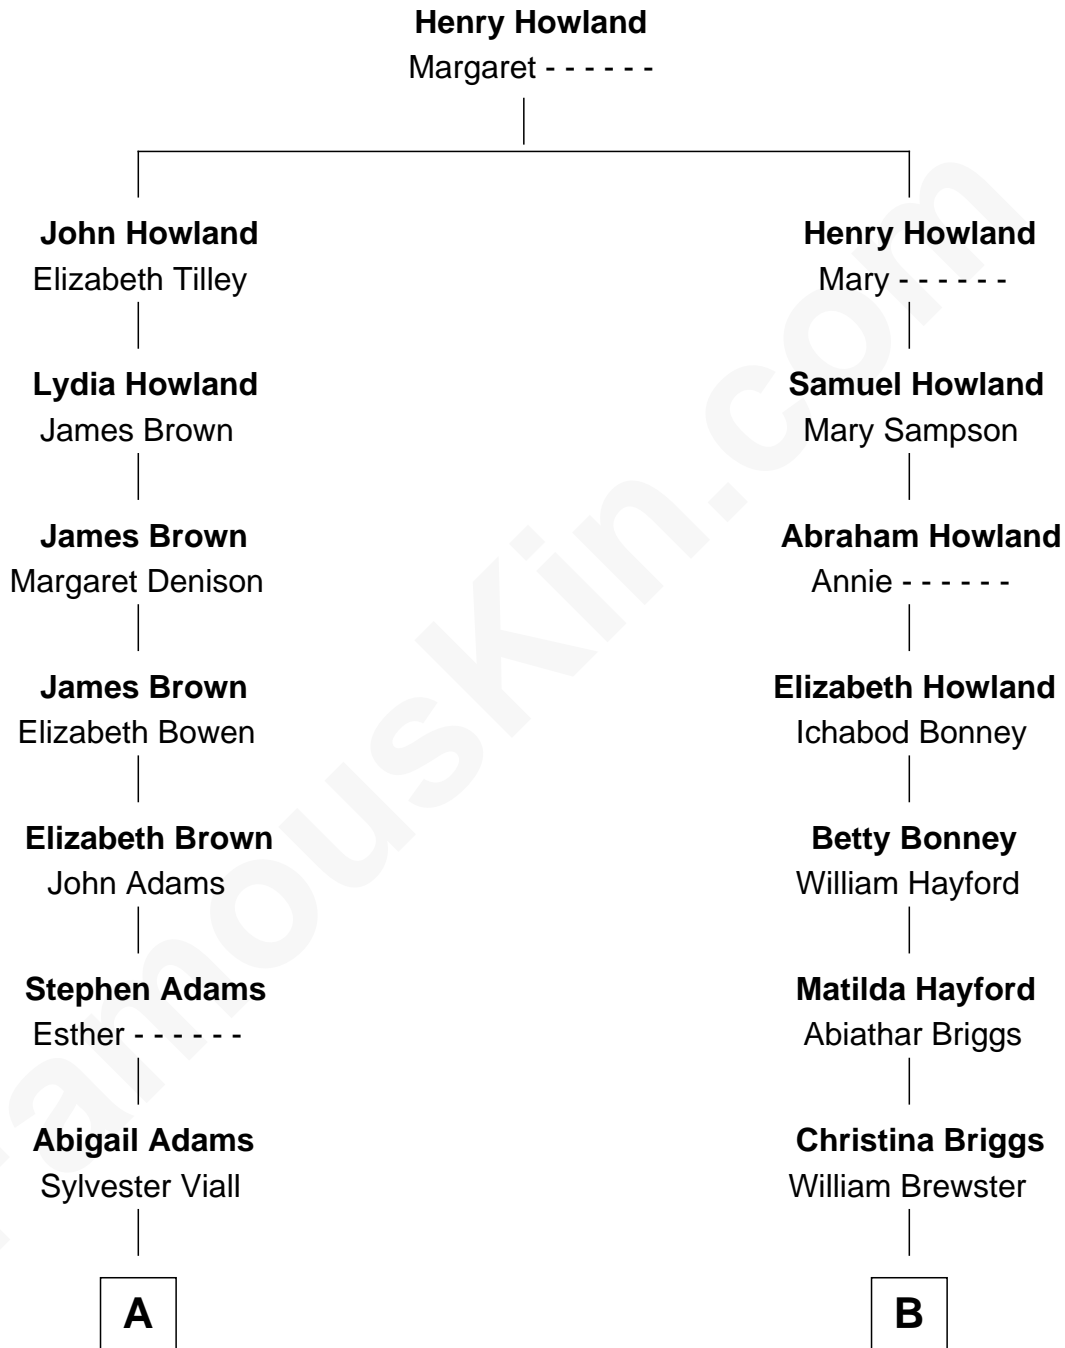 Henry Howland
Margaret - - - - - -
John Howland
Elizabeth Tilley
Henry Howland
Mary - - - - - -
Lydia Howland
James Brown
Samuel Howland
Mary Sampson
James Brown
Margaret Denison
Abraham Howland
Annie - - - - - -
James Brown
Elizabeth Bowen
Elizabeth Howland
Ichabod Bonney
Elizabeth Brown
John Adams
Betty Bonney
William Hayford
Stephen Adams
Esther - - - - - -
Matilda Hayford
Abiathar Briggs
Abigail Adams
Sylvester Viall
Christina Briggs
William Brewster
A
B
FamousKin.com